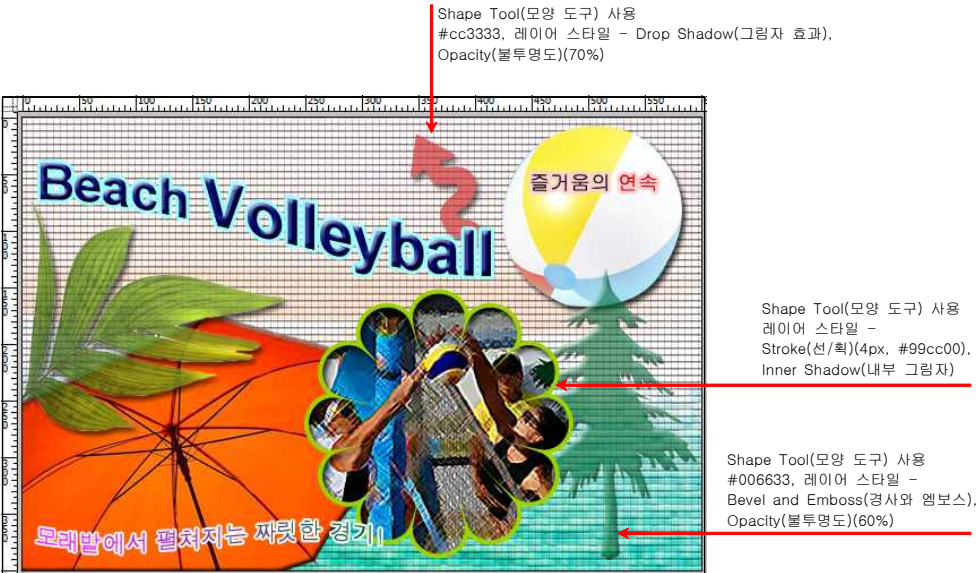 Shape Tool(모양 도구) 사용
#cc3333, 레이어 스타일 - Drop Shadow(그림자 효과),
Opacity(불투명도)(70%)
0 50 100 150 200 250 300 350 400 450 500 550
Beach Volleyball
즐거움의 연속
Shape Tool(모양 도구) 사용
레이어 스타일 -
Stroke(선/획)(4px, #99cc00),
Inner Shadow(내부 그림자)
Shape Tool(모양 도구) 사용
#006633, 레이어 스타일 -
Bevel and Emboss(경사와 엠보스),
Opacity(불투명도)(60%)
모래밭에서 펼쳐지는 짜릿한 경기!